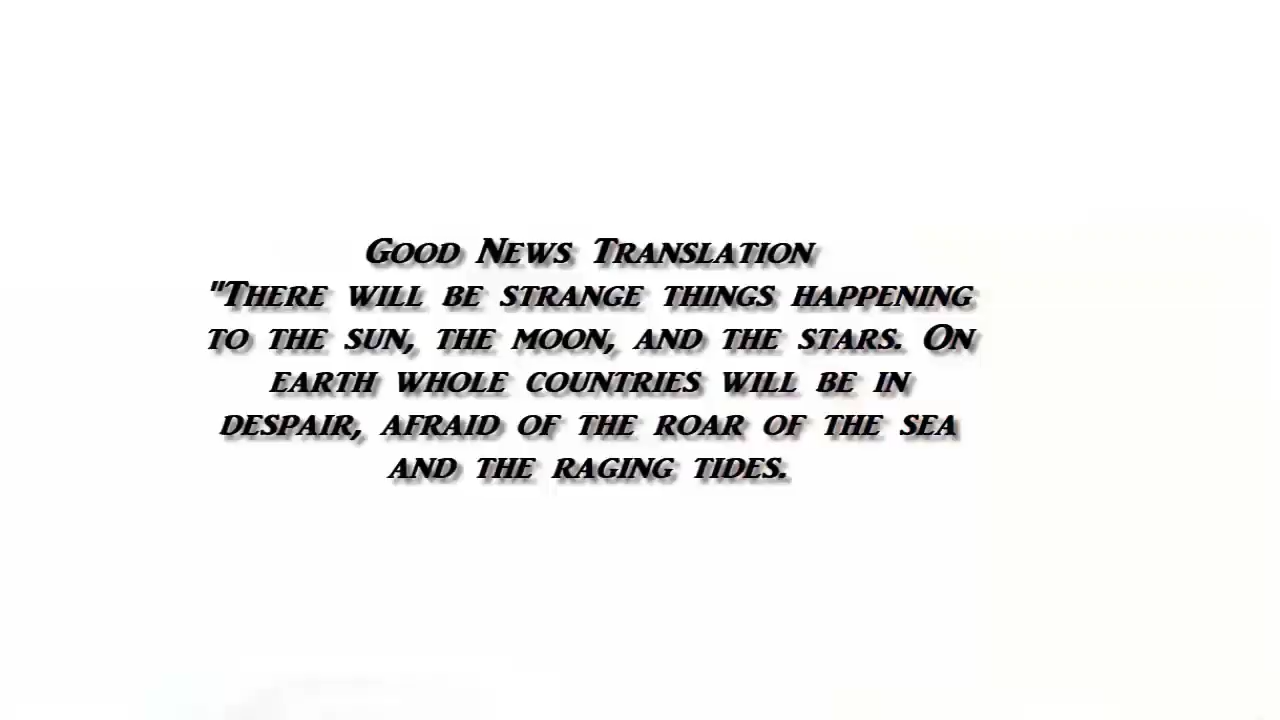 Good News Translation
"There will be strange things happening
to the sun, the moon, and the stars. On
earth whole countries will be in
despair, afraid of the roar of the sea
and the raging tides.